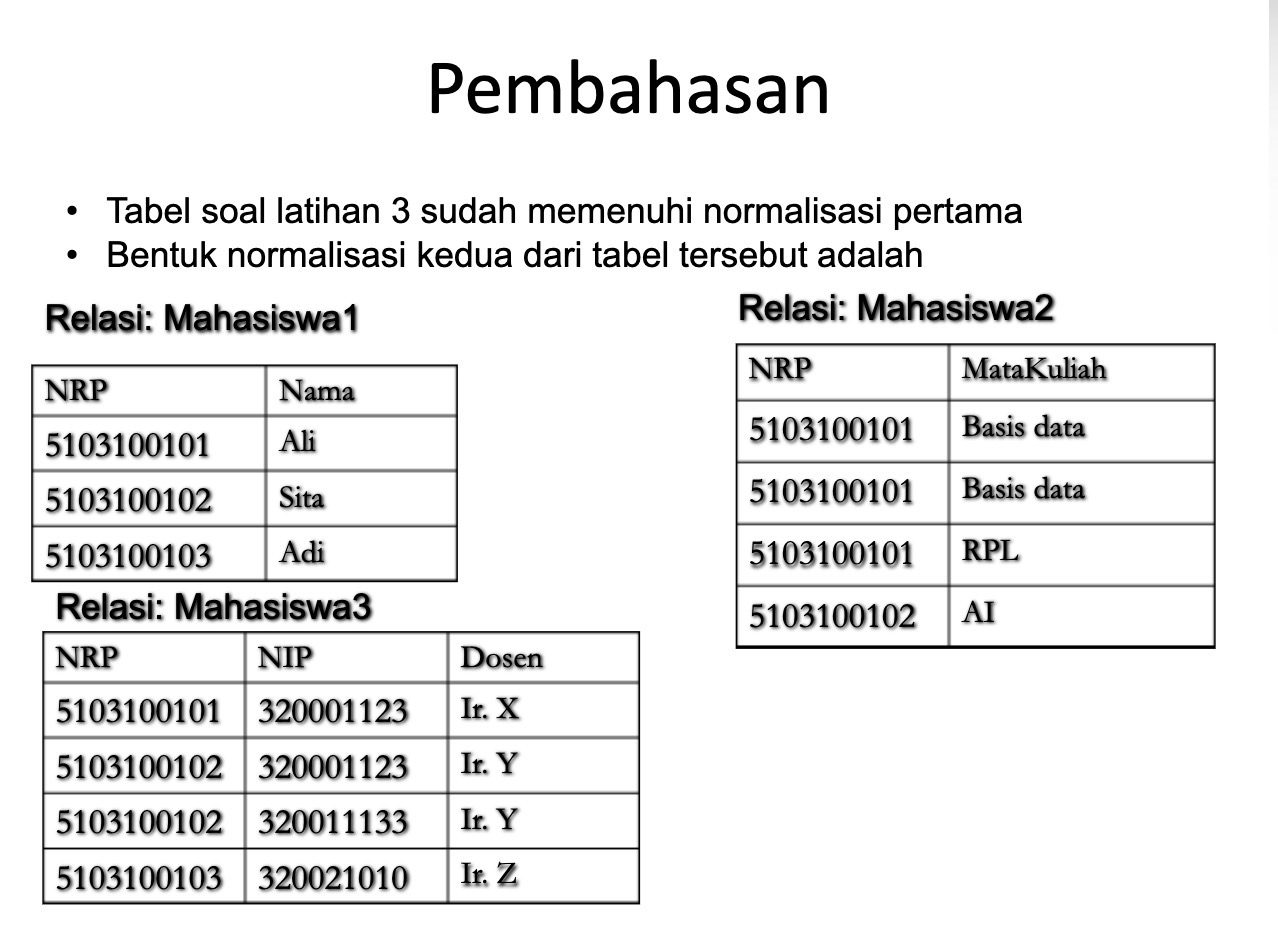 Pembahasan
• Tabel soal latihan 3 sudah memenuhi normalisasi pertama
• Bentuk normalisasi kedua dari tabel tersebut adalah
Relasi: Mahasiswa1
NRP Nama
5103100101 Ali
5103100102 Sita
5103100103 Adi
Relasi: Mahasiswa2
NRP MataKuliah
5103100101 Basis data
5103100101 Basis data
5103100101 RPL
5103100102 AI
Relasi: Mahasiswa3
NRP NIP Dosen
5103100101 320001123 Ir. X
5103100102 320001123 Ir. Y
5103100102 320011133 Ir. Y
5103100103 320021010 Ir. Z